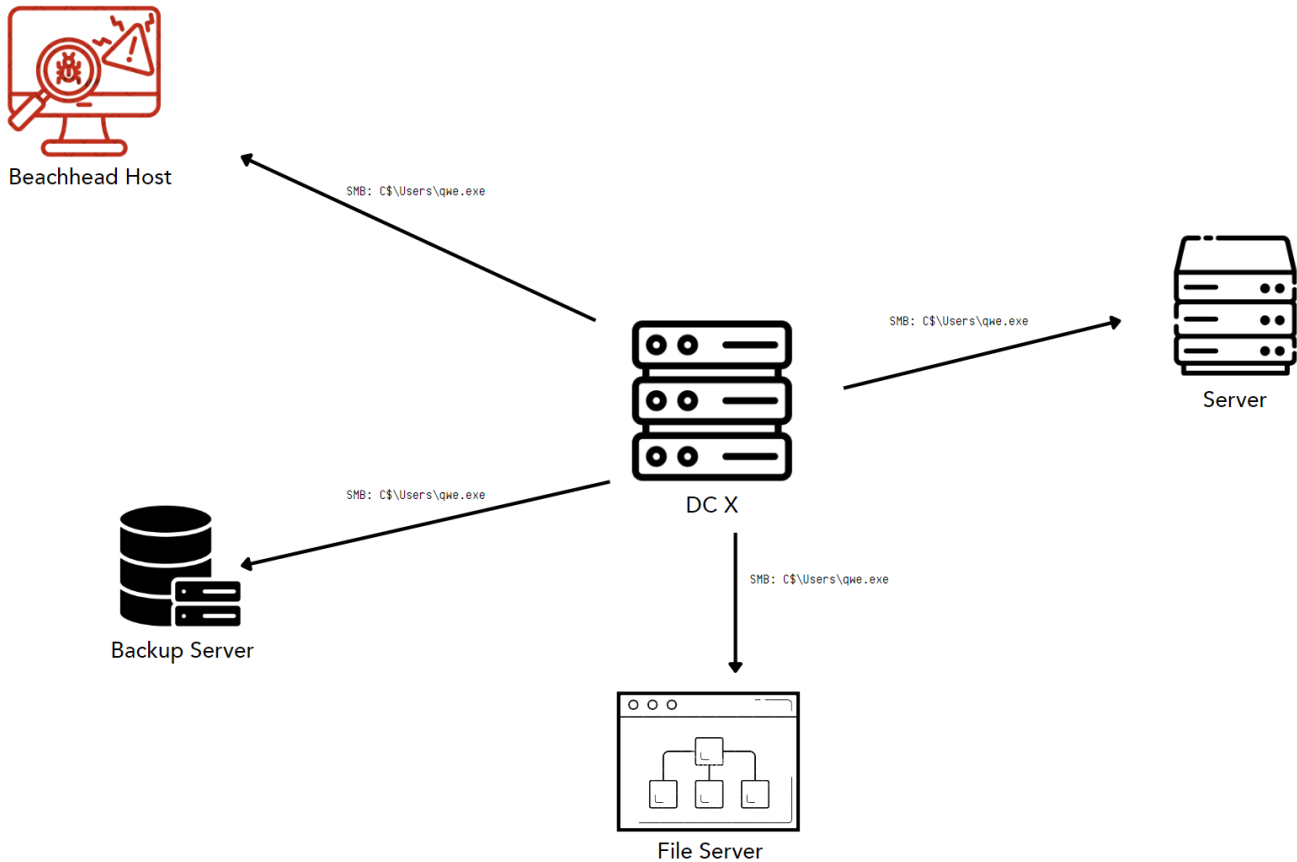 Beachhead Host
SMB: C$\Users\qwe.exe
SMB: C$\Users\qwe.exe
Server
SMB: C$\Users\qwe.exe
DC X
SMB: C$\Users\qwe.exe
Backup Server
File Server